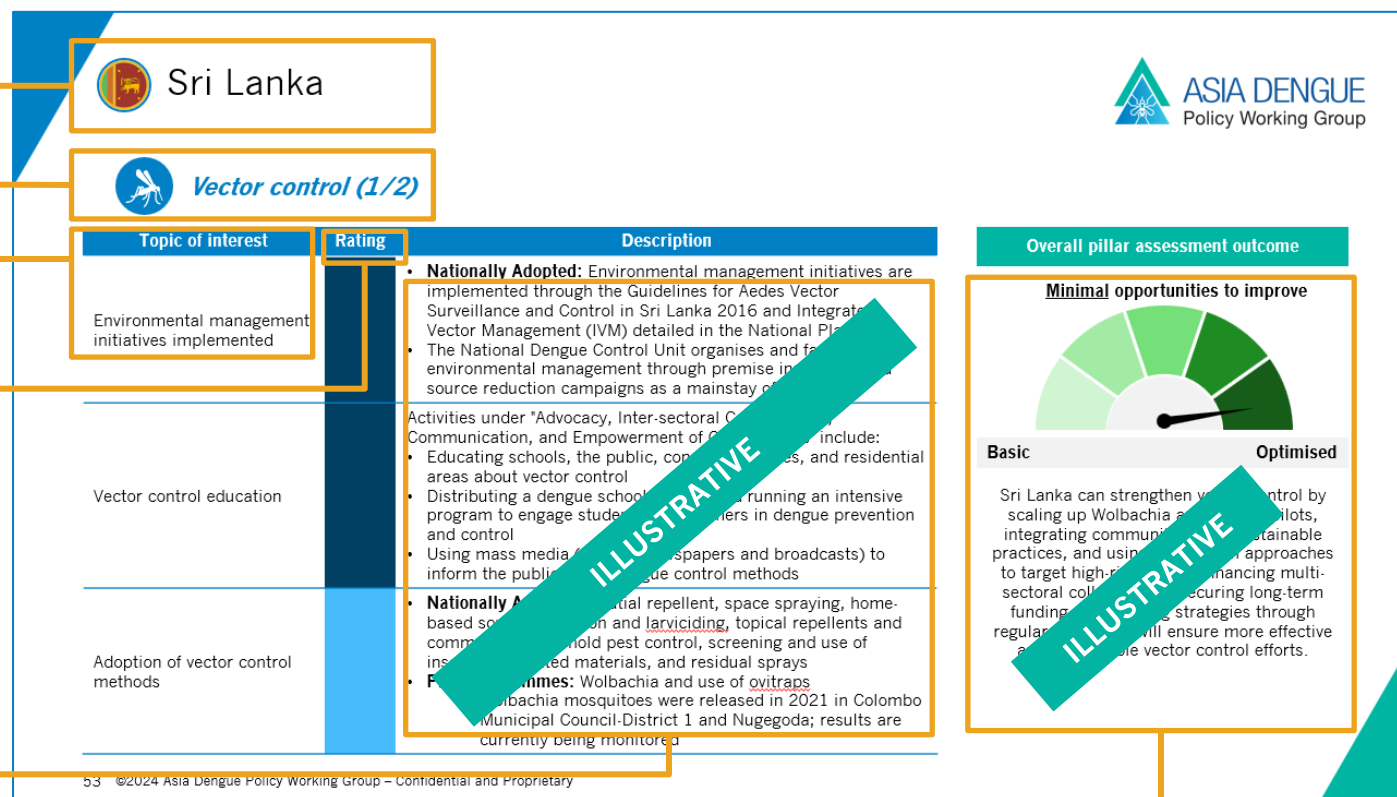 Sri Lanka
ASIA DENGUE
Policy Working Group
Vector control (1/2)
Topic of interest
Rating
Description
Environmental management
initiatives implemented
• Nationally Adopted: Environmental management initiatives are
implemented through the Guidelines for Aedes Vector
Surveillance and Control in Sri Lanka 2016 and
Vector Management (IVM) detailed in the National
• The National Dengue Control Unit organises and
environmental management through premise
source reduction campaigns as a mainstay
Vector control education
Activities under "Advocacy, Inter-sectoral
Communication, and Empowerment of include:
• Educating schools, the public, and residential
areas about vector control
• Distributing a dengue school running an intensive
program to engage in dengue prevention
and control
• Using mass media and broadcasts) to
inform the public control methods
Adoption of vector control
methods
• Nationally repellent, space spraying, home-
based and larviciding, topical repellents and
pest control, screening and use of
materials, and residual sprays
• Wolbachia and use of ovitraps
mosquitoes were released in 2021 in Colombo
Municipal Council-District 1 and Nugegoda; results are
currently being monitored
ILLUSTRATIVE
Overall pillar assessment outcome
Minimal opportunities to improve
Basic
Optimised
Sri Lanka can strengthen by
scaling up Wolbachia
integrating
practices, and approaches
to target multi-
sectoral long-term
funding strategies through
regular ensure more effective
vector control efforts.
ILLUSTRATIVE
53 ©2024 Asia Dengue Policy Working Group – Confidential and Proprietary